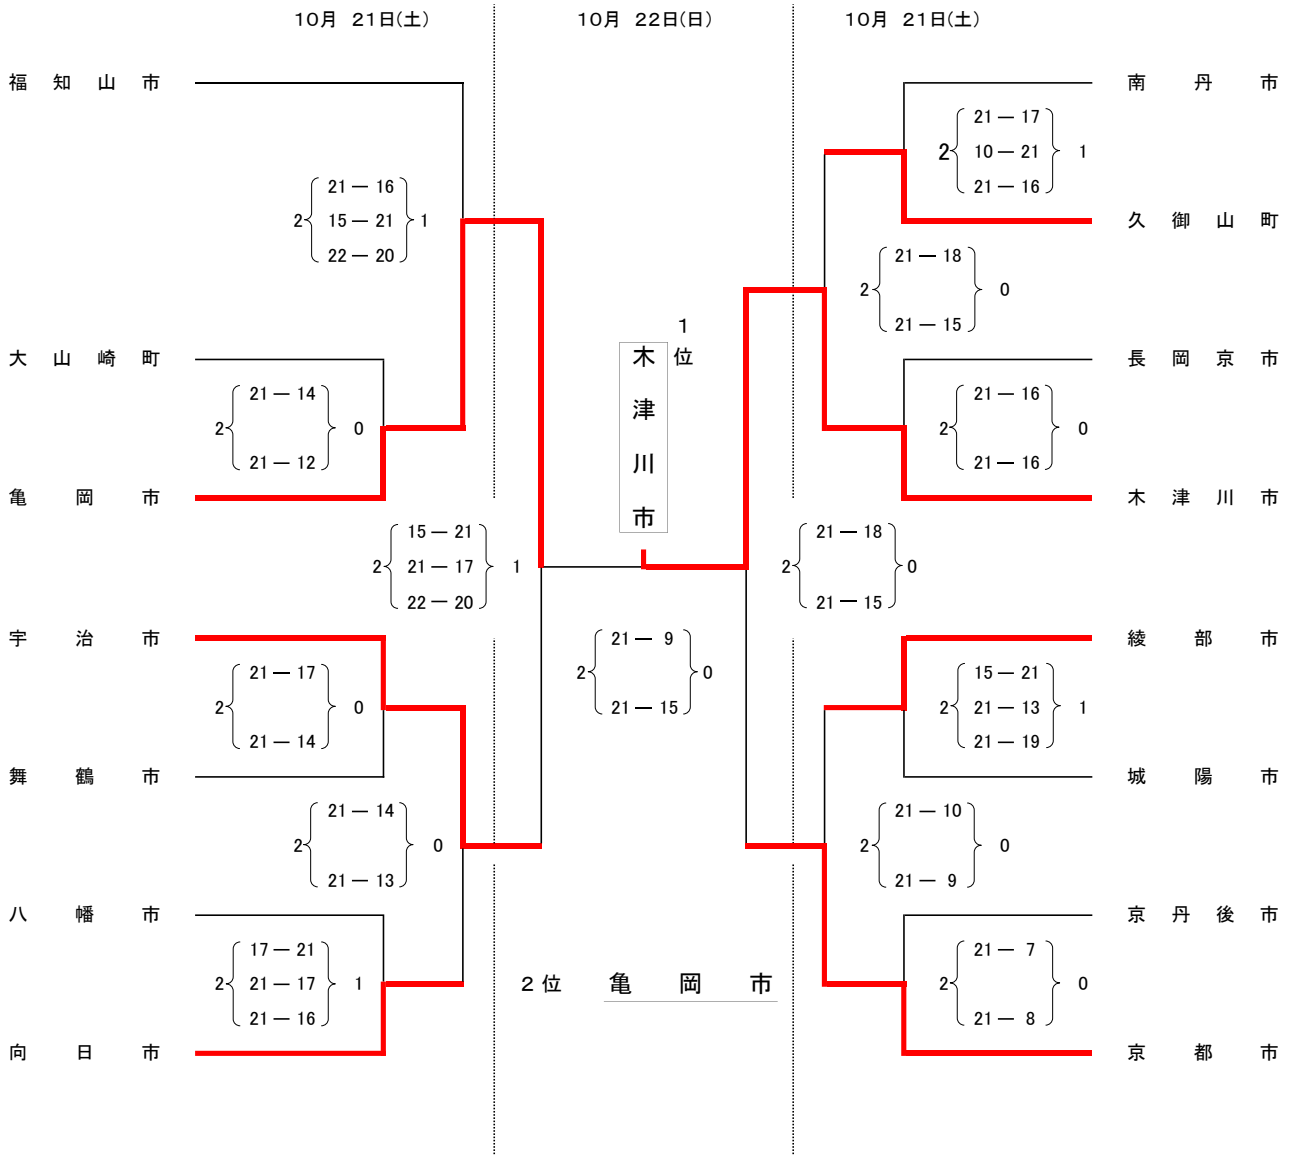 10月 21日(土)
10月 22日(日)
10月 21日(土)
福知山市
21 — 16
2 15 — 21 1
22 — 20
大山崎町
21 — 14
2 0
21 — 12
亀岡市
15 — 21
2 21 — 17 1
22 — 20
宇治市
21 — 17
2 0
21 — 14
舞鶴市
21 — 14
2 0
21 — 13
八幡市
17 — 21
2 21 — 17 1
21 — 16
向日市
1位
木津川市
21 — 9
2 0
21 — 15
2位 亀岡市
南丹市
21 — 17
2 10 — 21 1
21 — 16
久御山町
21 — 18
2 0
21 — 15
長岡京市
21 — 16
2 0
21 — 16
木津川市
21 — 18
2 0
21 — 15
綾部市
15 — 21
2 21 — 13 1
21 — 19
城陽市
21 — 10
2 0
21 — 9
京丹後市
21 — 7
2 0
21 — 8
京都市